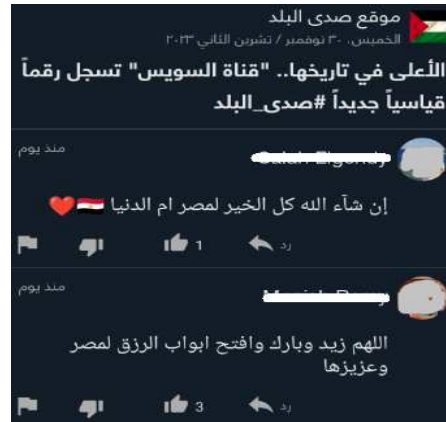 موقع صدى البلد
الخميس، ٣٠ نوفمبر / تشرين الثاني ٢٠٢٣
الأعلى في تاريخها.. "قناة السويس" تسجل رقماً
قياسياً جديداً #صدى_البلد
منذ يوم
إن شآء الله كل الخير لمصر ام الدنيا 🇪🇬❤️
رد
1
منذ يوم
اللهم زيد وبارك وافتح ابواب الرزق لمصر
وعزيزها
رد
3